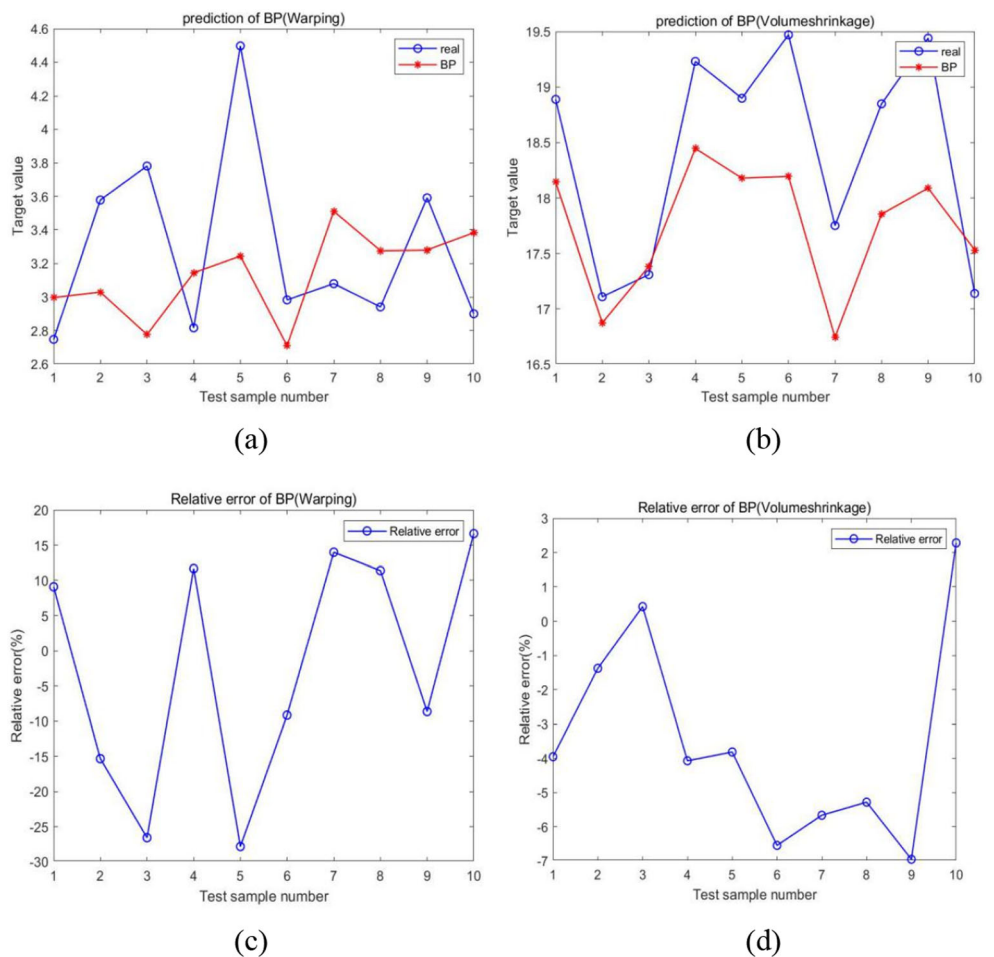 prediction of BP(Warping)
4.6
4.4
4.2
4
3.8
3.6
3.4
3.2
3
2.8
2.6
Target value
real
BP
1 2 3 4 5 6 7 8 9 10
Test sample number
(a)
prediction of BP(Volumeshrinkage)
19.5
19
18.5
18
17.5
17
16.5
Target value
real
BP
1 2 3 4 5 6 7 8 9 10
Test sample number
(b)
Relative error of BP(Warping)
20
15
10
5
0
-5
-10
-15
-20
-25
-30
Relative error(%)
Relative error
1 2 3 4 5 6 7 8 9 10
Test sample number
(c)
Relative error of BP(Volumeshrinkage)
3
2
1
0
-1
-2
-3
-4
-5
-6
-7
Relative error(%)
Relative error
1 2 3 4 5 6 7 8 9 10
Test sample number
(d)